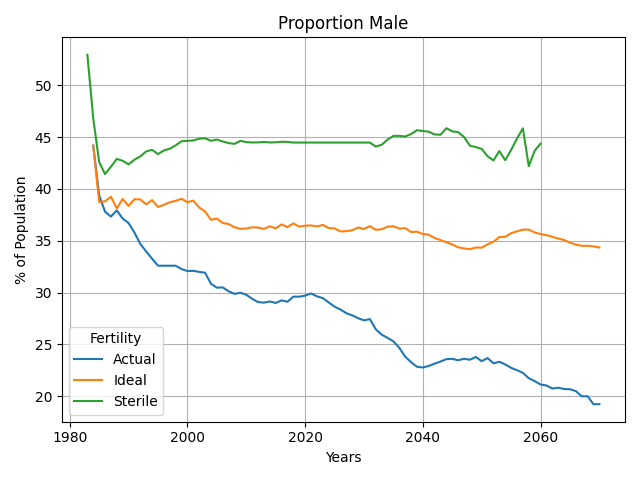 Proportion Male
% of Population
50
45
40
35
30
25
20
Fertility
Actual
Ideal
Sterile
1980
2000
2020
2040
2060
Years